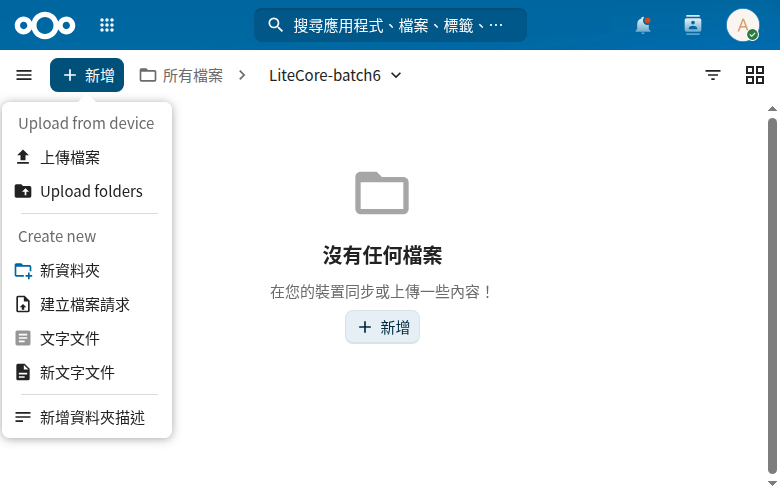 搜尋應用程式、檔案、標籤、…
A
新增
所有檔案
LiteCore-batch6
Upload from device
上傳檔案
Upload folders
Create new
新資料夾
建立檔案請求
文字文件
新文字文件
新增資料夾描述
沒有任何檔案
在您的裝置同步或上傳一些內容！
新增